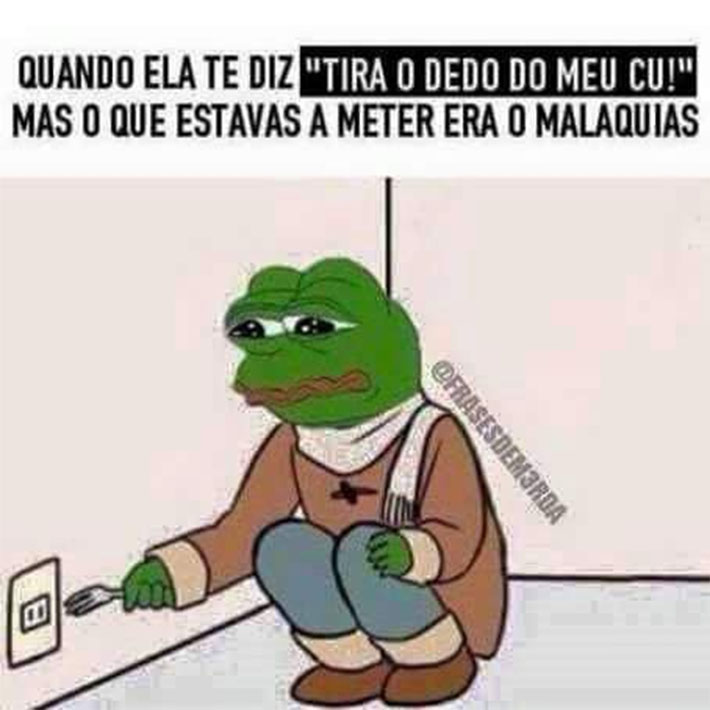 QUANDO ELA TE DIZ "TIRA O DEDO DO MEU CU!"
MAS O QUE ESTAVAS A METER ERA O MALAQUIAS
@FRASESDEM3RDA